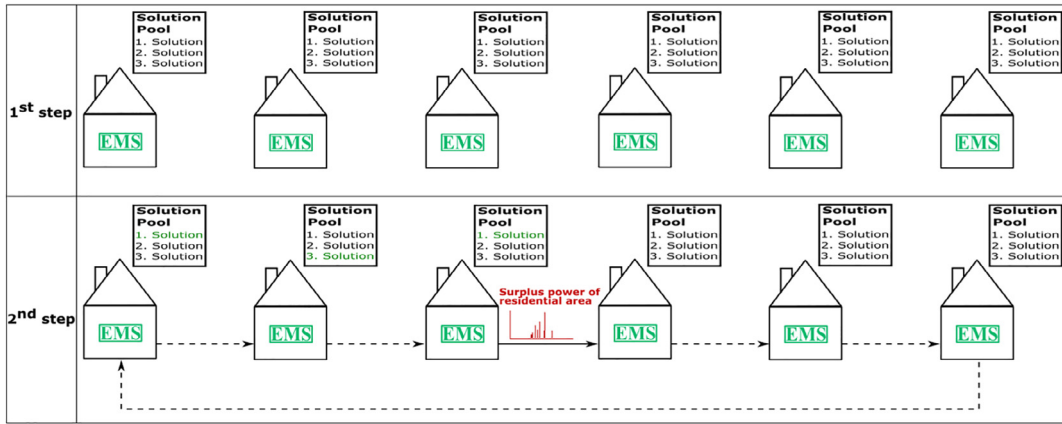 Solution
Pool
1. Solution
2. Solution
3. Solution
Solution
Pool
1. Solution
2. Solution
3. Solution
Solution
Pool
1. Solution
2. Solution
3. Solution
Solution
Pool
1. Solution
2. Solution
3. Solution
Solution
Pool
1. Solution
2. Solution
3. Solution
Solution
Pool
1. Solution
2. Solution
3. Solution
1st step
EMS
EMS
EMS
EMS
EMS
EMS
Solution
Pool
1. Solution
2. Solution
3. Solution
Solution
Pool
1. Solution
2. Solution
3. Solution
Solution
Pool
1. Solution
2. Solution
3. Solution
Solution
Pool
1. Solution
2. Solution
3. Solution
Solution
Pool
1. Solution
2. Solution
3. Solution
Solution
Pool
1. Solution
2. Solution
3. Solution
Surplus power of
residential area
2nd step
EMS
EMS
EMS
EMS
EMS
EMS